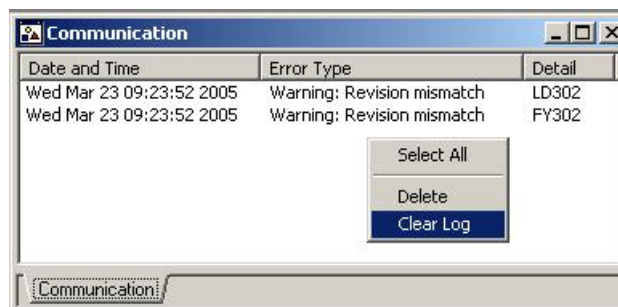 Communication
Date and Time Error Type Detail
Wed Mar 23 09:23:52 2005 Warning: Revision mismatch LD302
Wed Mar 23 09:23:52 2005 Warning: Revision mismatch FY302
Select All
Delete
Clear Log
Communication